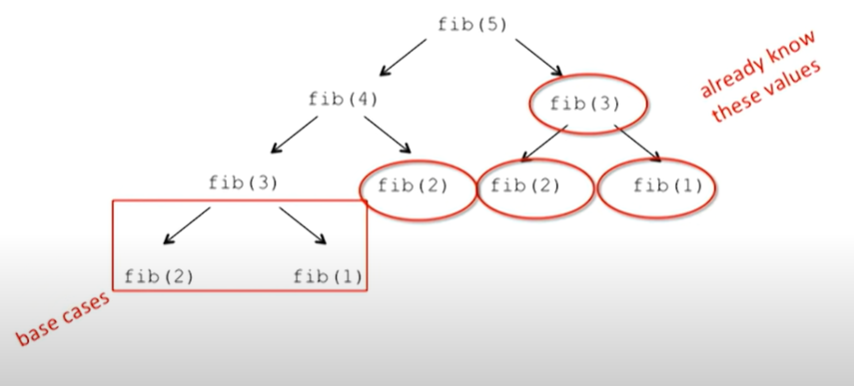 fib(5)
fib(4)
fib(3)
already know
these values
fib(3)
fib(2)
fib(2)
fib(1)
fib(2)
fib(1)
base cases